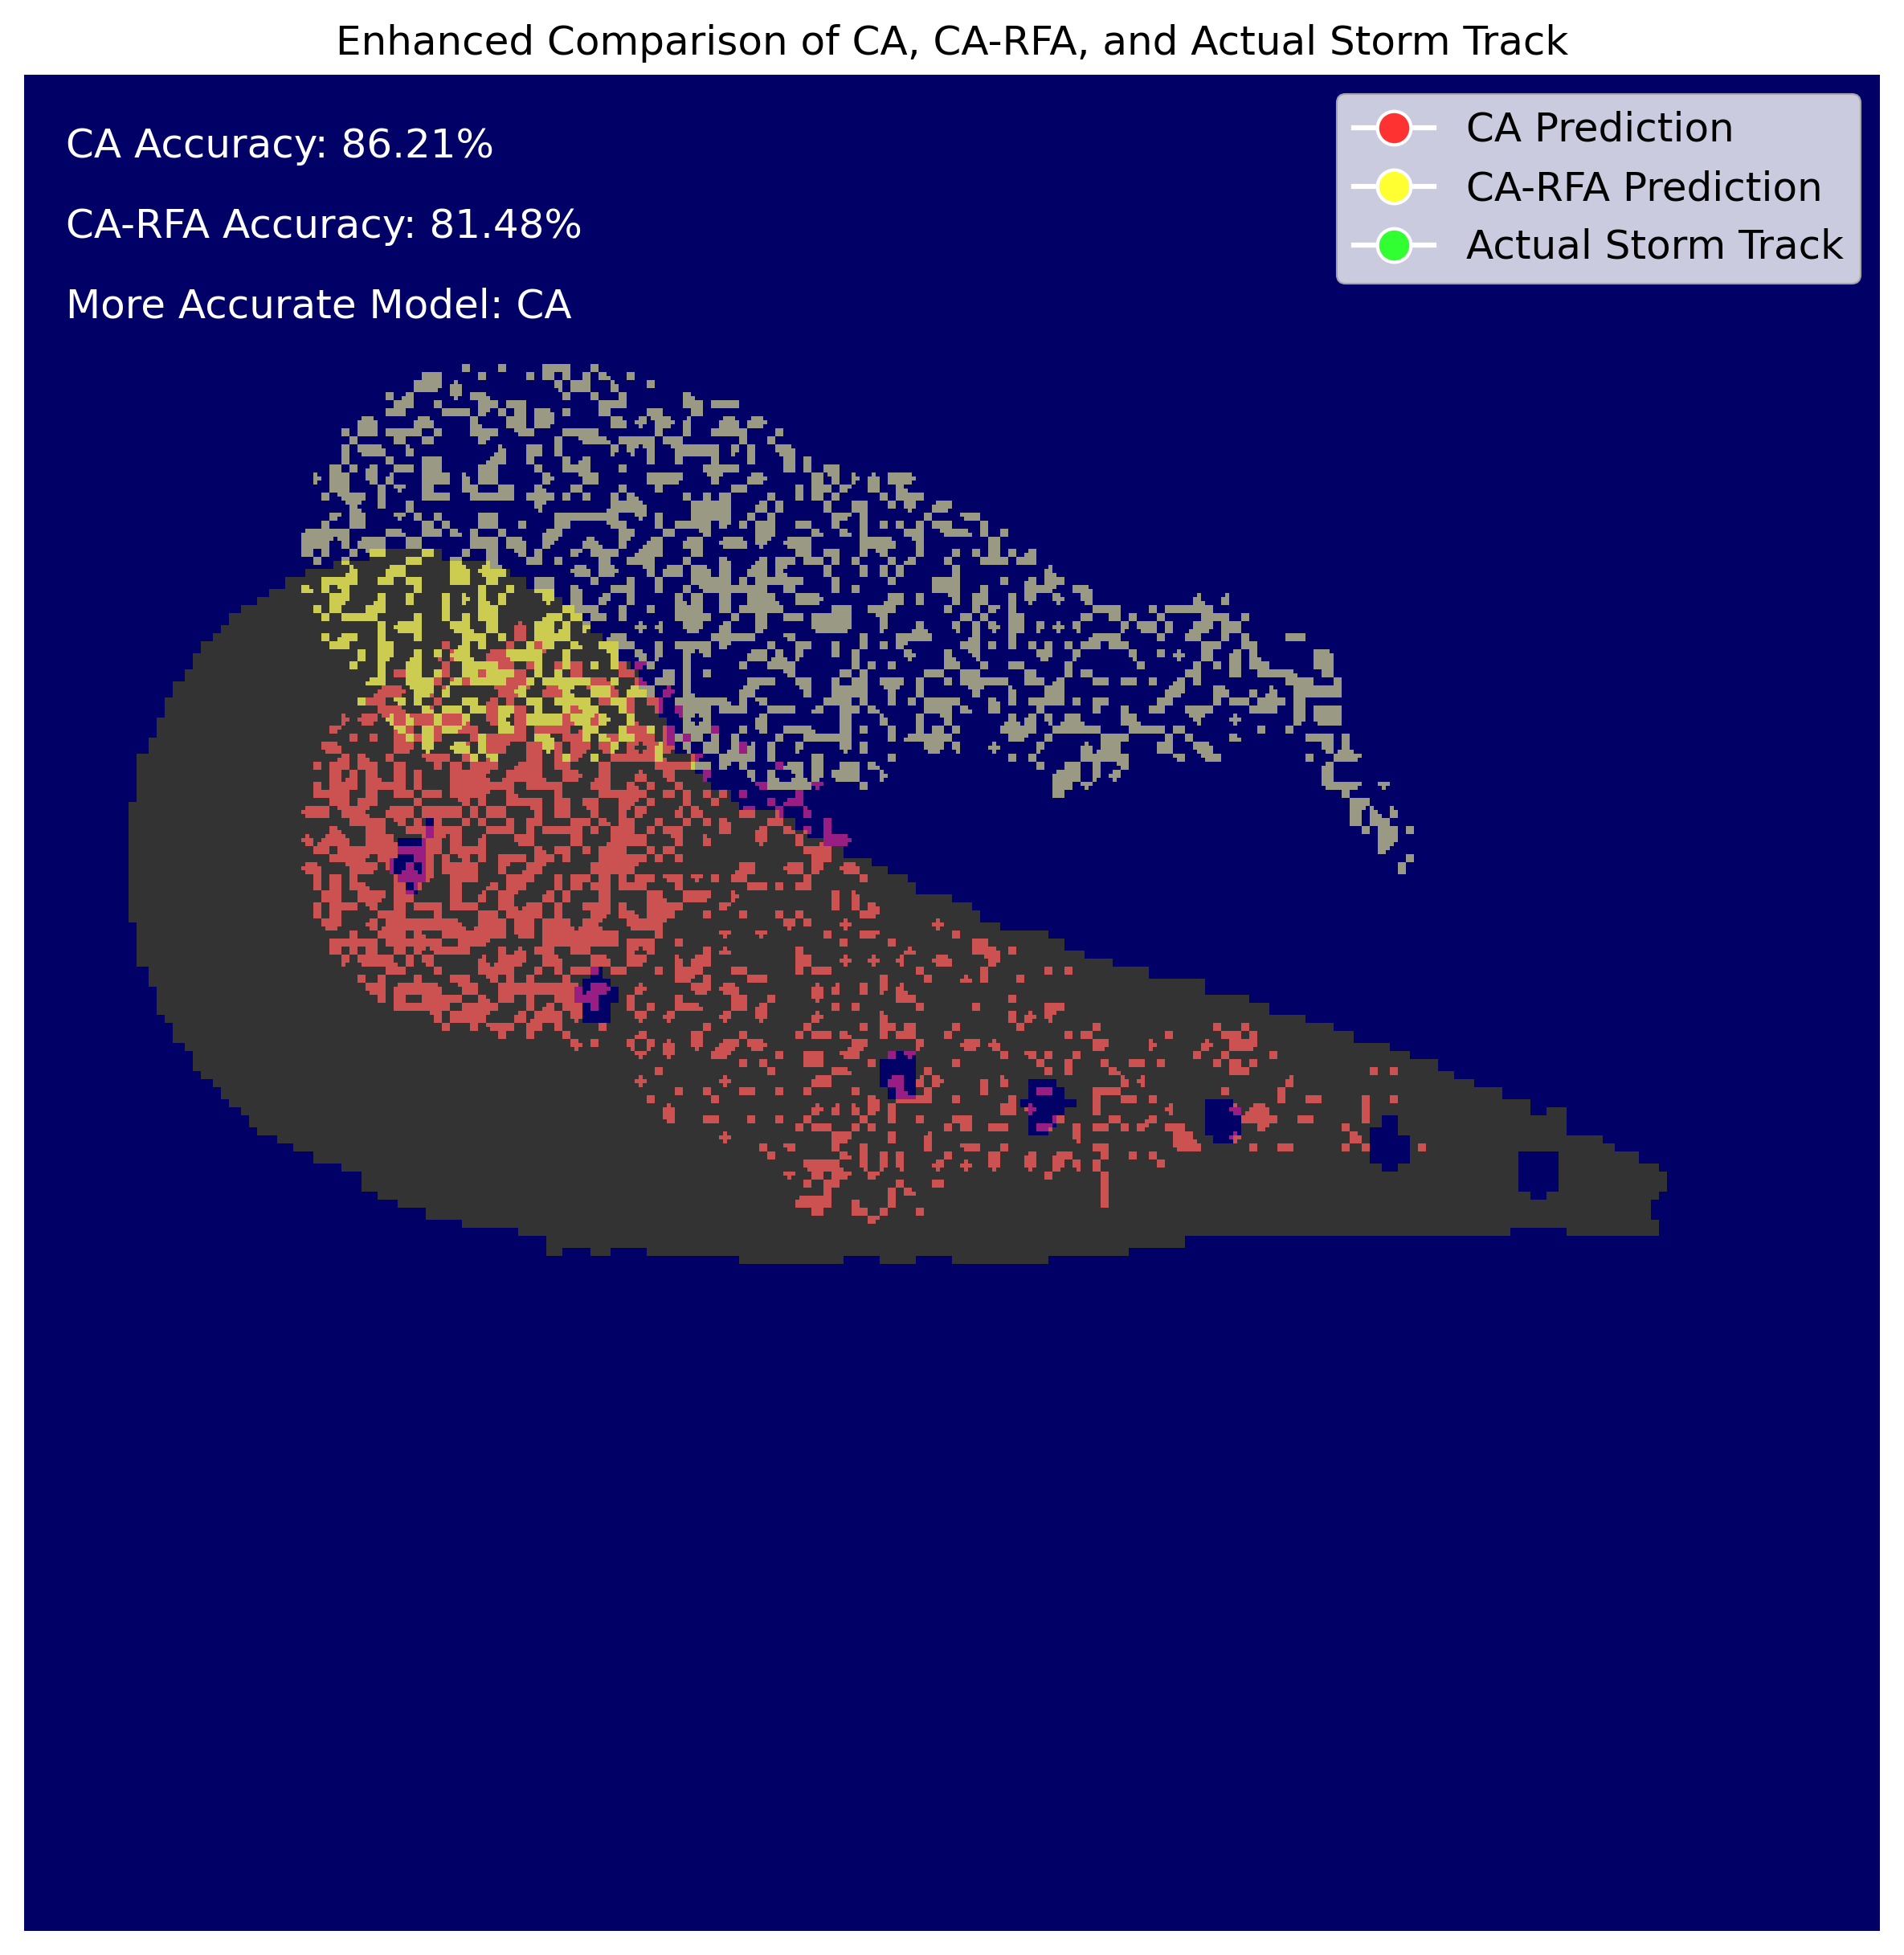 Enhanced Comparison of CA, CA-RFA, and Actual Storm Track
CA Accuracy: 86.21%
CA-RFA Accuracy: 81.48%
More Accurate Model: CA
CA Prediction
CA-RFA Prediction
Actual Storm Track